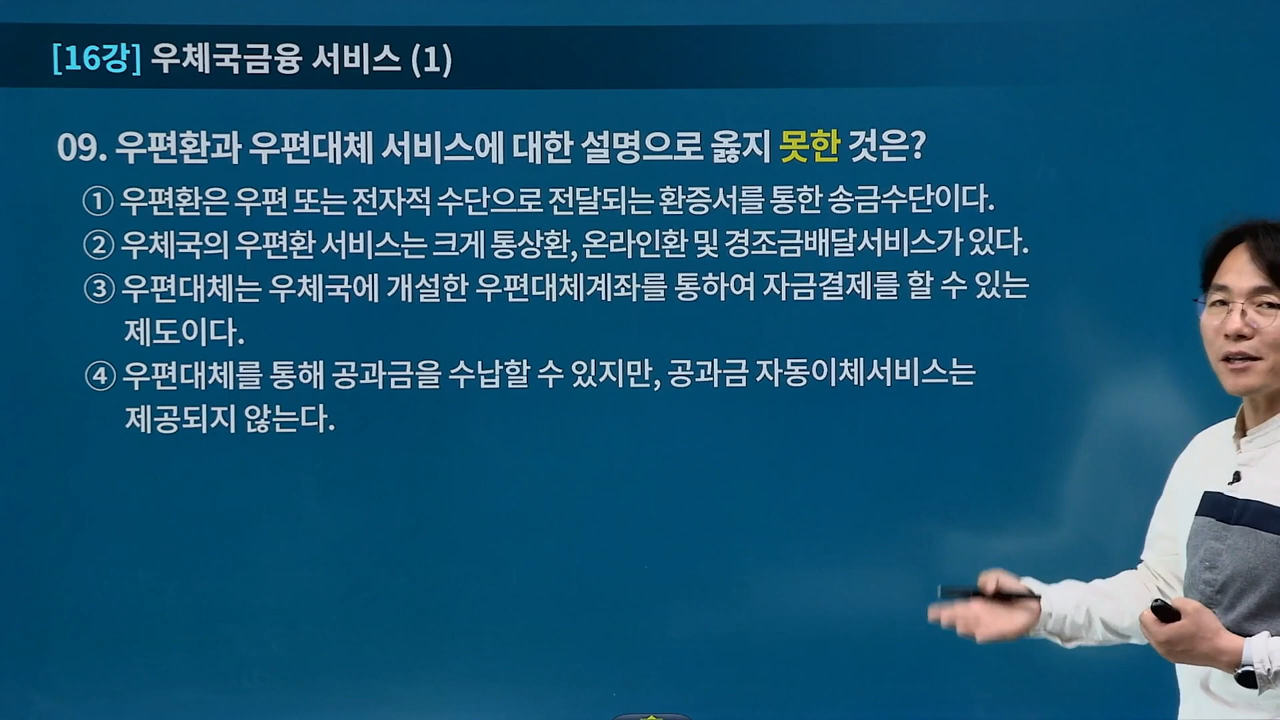 [16강] 우체국금융 서비스 (1)
09. 우편환과 우편대체 서비스에 대한 설명으로 옳지 못한 것은?
① 우편환은 우편 또는 전자적 수단으로 전달되는 환증서를 통한 송금수단이다.
② 우체국의 우편환 서비스는 크게 통상환, 온라인환 및 경조금배달서비스가 있다.
③ 우편대체는 우체국에 개설한 우편대체계좌를 통하여 자금결제를 할 수 있는
제도이다.
④ 우편대체를 통해 공과금을 수납할 수 있지만, 공과금 자동이체서비스는
제공되지 않는다.